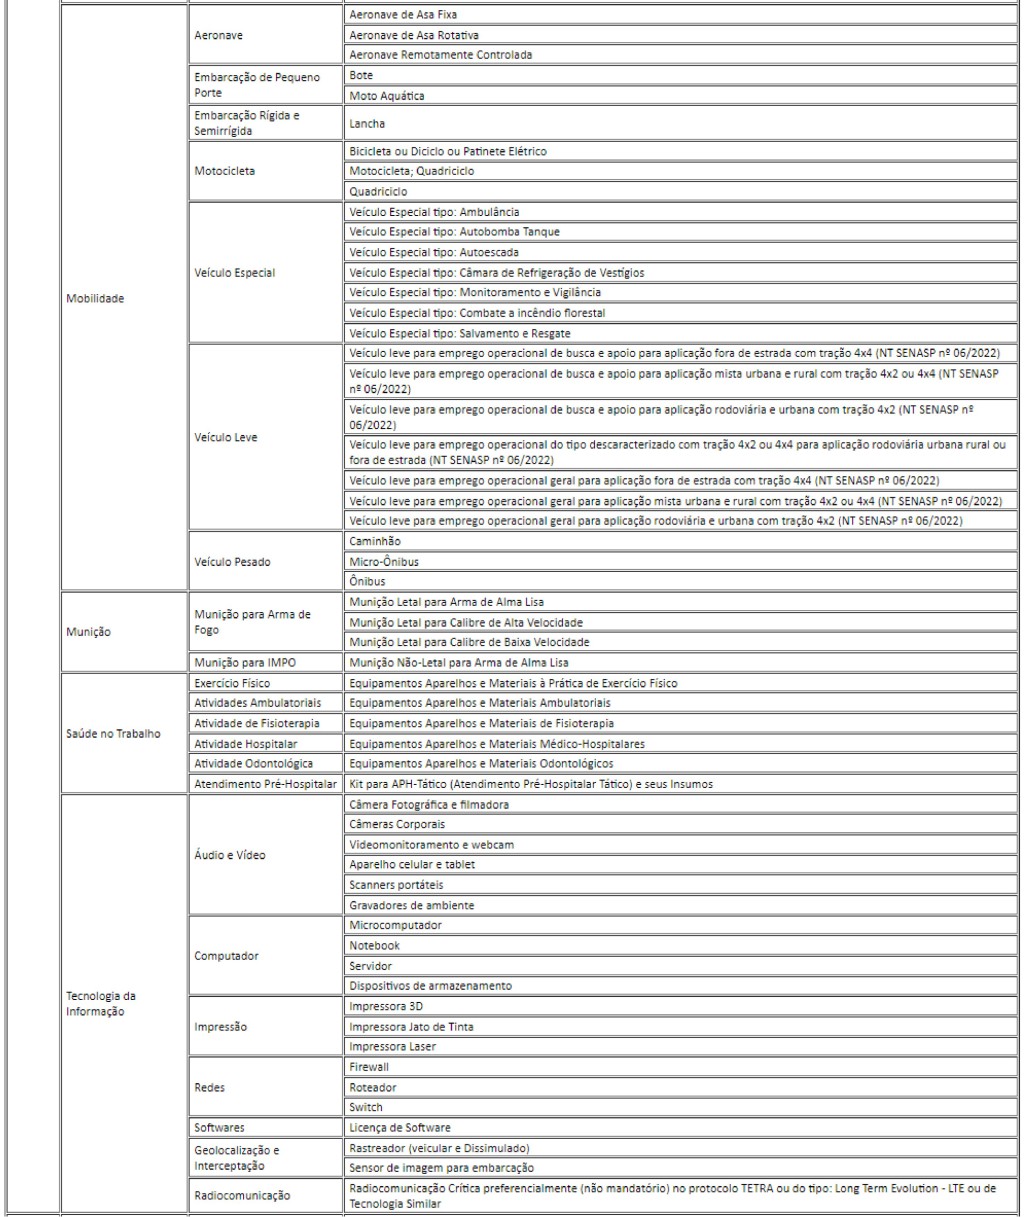 Mobilidade
Aeronave
Aeronave de Asa Fixa
Aeronave de Asa Rotativa
Aeronave Remotamente Controlada
Embarcação de Pequeno
Porte
Bote
Moto Aquática
Embarcação Rígida e
Semirrígida
Lancha
Motocicleta
Bicicleta ou Diciclo ou Patinete Elétrico
Motocicleta; Quadriciclo
Quadriciclo
Veículo Especial
Veículo Especial tipo: Ambulância
Veículo Especial tipo: Autobomba Tanque
Veículo Especial tipo: Autoescada
Veículo Especial tipo: Câmara de Refrigeração de Vestígios
Veículo Especial tipo: Monitoramento e Vigilância
Veículo Especial tipo: Combate a incêndio florestal
Veículo Especial tipo: Salvamento e Resgate
Veículo Leve
Veículo leve para emprego operacional de busca e apoio para aplicação fora de estrada com tração 4x4 (NT SENASP nº 06/2022)
Veículo leve para emprego operacional de busca e apoio para aplicação mista urbana e rural com tração 4x2 ou 4x4 (NT SENASP
nº 06/2022)
Veículo leve para emprego operacional de busca e apoio para aplicação rodoviária e urbana com tração 4x2 (NT SENASP nº
06/2022)
Veículo leve para emprego operacional do tipo descaracterizado com tração 4x2 ou 4x4 para aplicação rodoviária urbana rural ou
fora de estrada (NT SENASP nº 06/2022)
Veículo leve para emprego operacional geral para aplicação fora de estrada com tração 4x4 (NT SENASP nº 06/2022)
Veículo leve para emprego operacional geral para aplicação mista urbana e rural com tração 4x2 ou 4x4 (NT SENASP nº 06/2022)
Veículo leve para emprego operacional geral para aplicação rodoviária e urbana com tração 4x2 (NT SENASP nº 06/2022)
Veículo Pesado
Caminhão
Micro-Ônibus
Ônibus
Munição
Munição para Arma de
Fogo
Munição Letal para Arma de Alma Lisa
Munição Letal para Calibre de Alta Velocidade
Munição Letal para Calibre de Baixa Velocidade
Munição para IMPO
Munição Não-Letal para Arma de Alma Lisa
Saúde no Trabalho
Exercício Físico
Equipamentos Aparelhos e Materiais à Prática de Exercício Físico
Atividades Ambulatoriais
Equipamentos Aparelhos e Materiais Ambulatoriais
Atividade de Fisioterapia
Equipamentos Aparelhos e Materiais de Fisioterapia
Atividade Hospitalar
Equipamentos Aparelhos e Materiais Médico-Hospitalares
Atividade Odontológica
Equipamentos Aparelhos e Materiais Odontológicos
Atendimento Pré-Hospitalar
Kit para APH-Tático (Atendimento Pré-Hospitalar Tático) e seus Insumos
Tecnologia da
Informação
Áudio e Vídeo
Câmera Fotográfica e filmadora
Câmeras Corporais
Videomonitoramento e webcam
Aparelho celular e tablet
Scanners portáteis
Gravadores de ambiente
Computador
Microcomputador
Notebook
Servidor
Dispositivos de armazenamento
Impressão
Impressora 3D
Impressora Jato de Tinta
Impressora Laser
Redes
Firewall
Roteador
Switch
Softwares
Licença de Software
Geolocalização e
Interceptação
Rastreador (veicular e Dissimulado)
Sensor de imagem para embarcação
Radiocomunicação
Radiocomunicação Crítica preferencialmente (não mandatório) no protocolo TETRA ou do tipo: Long Term Evolution - LTE ou de
Tecnologia Similar